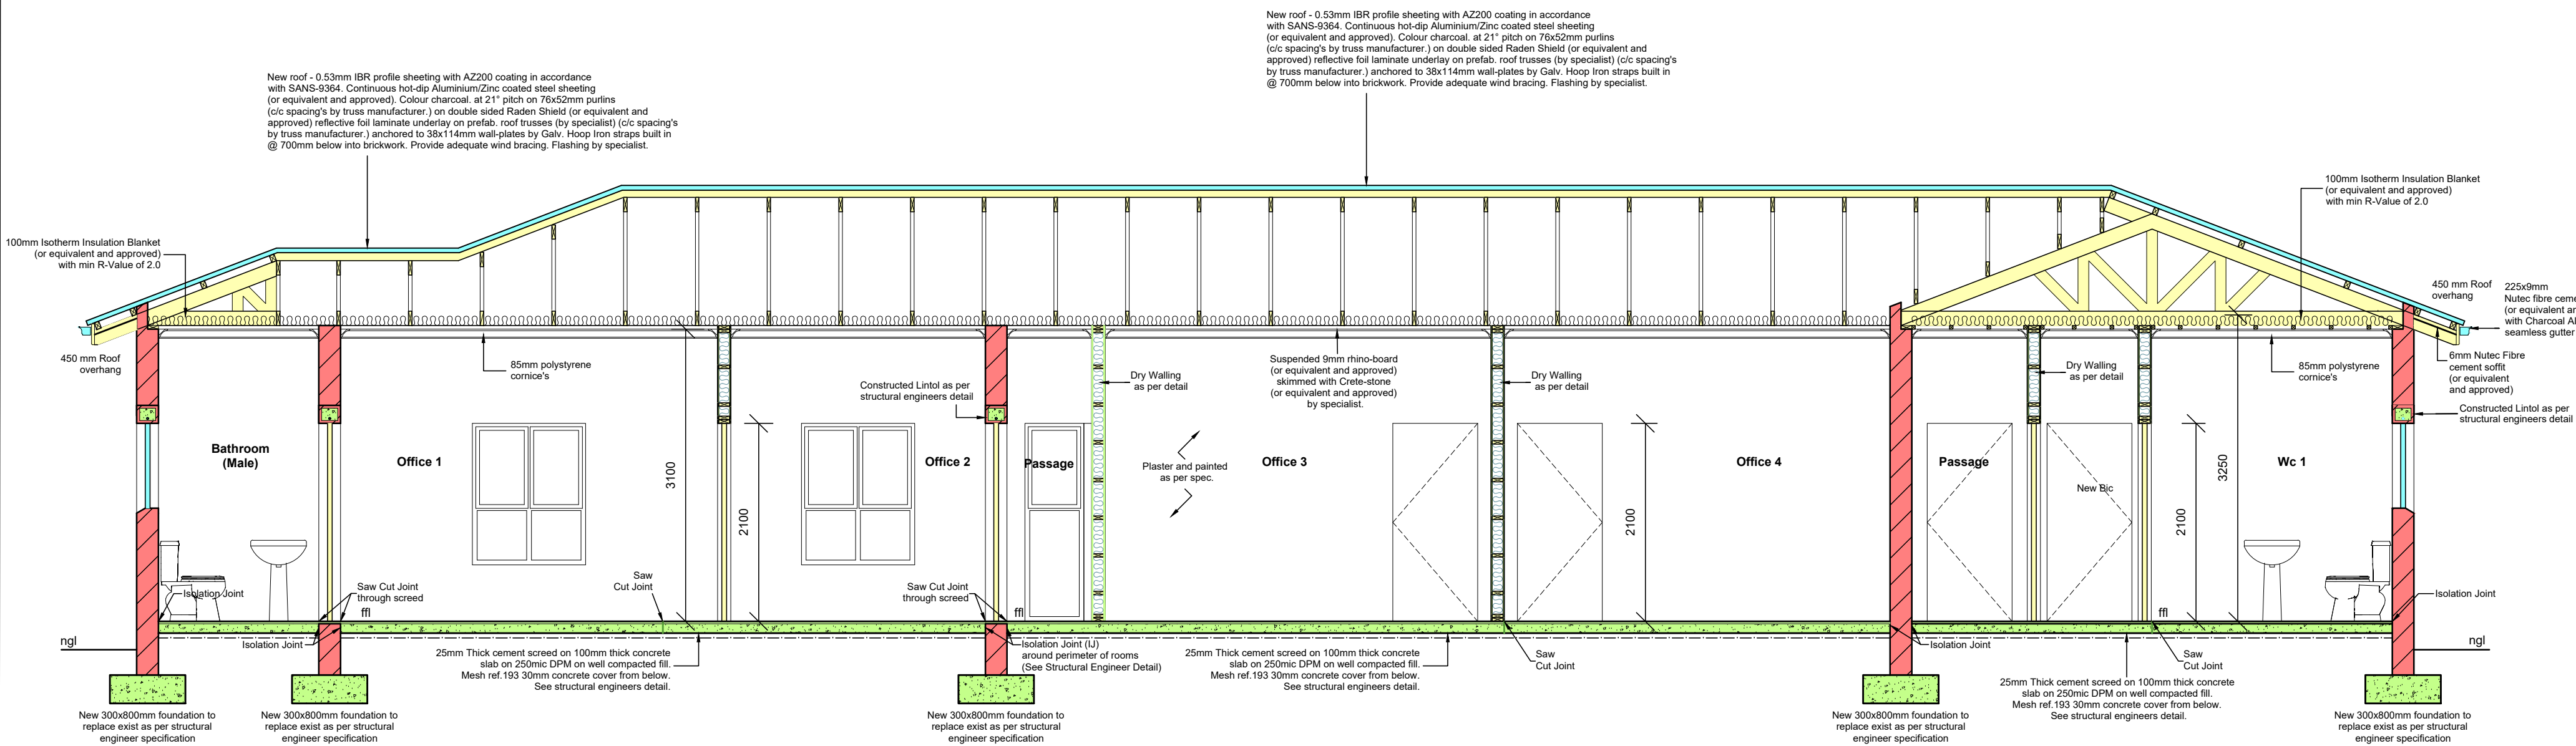 New roof - 0.53mm IBR profile sheeting with AZ200 coating in accordance
with SANS-9364. Continuous hot-dip Aluminium/Zinc coated steel sheeting
(or equivalent and approved). Colour charcoal. at 21° pitch on 76x52mm purlins
(c/c spacing's by truss manufacturer.) on double sided Raden Shield (or equivalent and
approved) reflective foil laminate underlay on prefab. roof trusses (by specialist) (c/c spacing's
by truss manufacturer.) anchored to 38x114mm wall-plates by Galv. Hoop Iron straps built in
@ 700mm below into brickwork. Provide adequate wind bracing. Flashing by specialist.
New roof - 0.53mm IBR profile sheeting with AZ200 coating in accordance
with SANS-9364. Continuous hot-dip Aluminium/Zinc coated steel sheeting
(or equivalent and approved). Colour charcoal. at 21° pitch on 76x52mm purlins
(c/c spacing's by truss manufacturer.) on double sided Raden Shield (or equivalent and
approved) reflective foil laminate underlay on prefab. roof trusses (by specialist) (c/c spacing's
by truss manufacturer.) anchored to 38x114mm wall-plates by Galv. Hoop Iron straps built in
@ 700mm below into brickwork. Provide adequate wind bracing. Flashing by specialist.
100mm Isotherm Insulation Blanket
(or equivalent and approved)
with min R-Value of 2.0
100mm Isotherm Insulation Blanket
(or equivalent and approved)
with min R-Value of 2.0
450 mm Roof
overhang
225x9mm
Nutec fibre ceme
(or equivalent an
with Charcoal Al
seamless gutter
450 mm Roof
overhang
85mm polystyrene
cornice's
Constructed Lintol as per
structural engineers detail
Dry Walling
as per detail
Suspended 9mm rhino-board
(or equivalent and approved)
skimmed with Crete-stone
(or equivalent and approved)
by specialist.
Dry Walling
as per detail
Dry Walling
as per detail
85mm polystyrene
cornice's
6mm Nutec Fibre
cement soffit
(or equivalent
and approved)
Constructed Lintol as per
structural engineers detail
Bathroom
(Male)
Office 1
3100
2100
Office 2
Passage
Plaster and painted
as per spec.
Office 3
2100
Office 4
Passage
New Bic
2100
3250
Wc 1
Isolation Joint
Saw Cut Joint
through screed
ffl
Saw
Cut Joint
Saw Cut Joint
through screed
ffl
ffl
Isolation Joint
ngl
Isolation Joint
25mm Thick cement screed on 100mm thick concrete
slab on 250mic DPM on well compacted fill.
Mesh ref.193 30mm concrete cover from below.
See structural engineers detail.
Isolation Joint (IJ)
around perimeter of rooms
(See Structural Engineer Detail)
25mm Thick cement screed on 100mm thick concrete
slab on 250mic DPM on well compacted fill.
Mesh ref.193 30mm concrete cover from below.
See structural engineers detail.
Saw
Cut Joint
Isolation Joint
25mm Thick cement screed on 100mm thick concrete
slab on 250mic DPM on well compacted fill.
Mesh ref.193 30mm concrete cover from below.
See structural engineers detail.
Saw
Cut Joint
ngl
New 300x800mm foundation to
replace exist as per structural
engineer specification
New 300x800mm foundation to
replace exist as per structural
engineer specification
New 300x800mm foundation to
replace exist as per structural
engineer specification
New 300x800mm foundation to
replace exist as per structural
engineer specification
New 300x800mm foundation to
replace exist as per structural
engineer specification